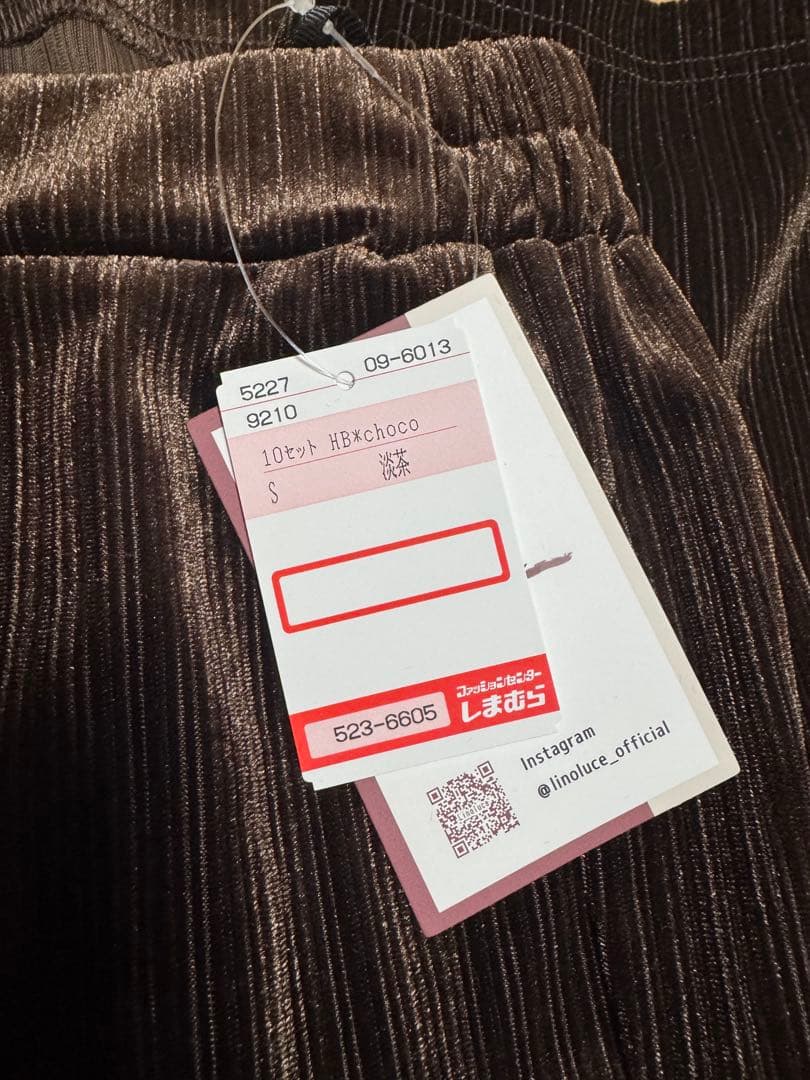 5227 09-6013
9210
10セット HB*choco
S 淡茶
523-6605
ファッションセンター
しまむら
Instagram
@linoluce_official